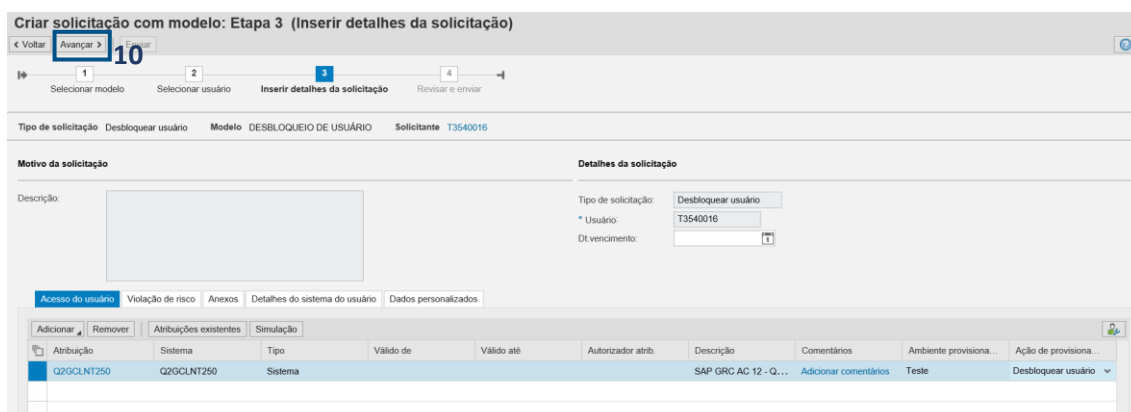 Criar solicitação com modelo: Etapa 3 (Inserir detalhes da solicitação)
Voltar Avançar Enviar
10
1 2 3 4
Selecionar modelo Selecionar usuário Inserir detalhes da solicitação Revisar e enviar
Tipo de solicitação Desbloquear usuário Modelo DESBLOQUEIO DE USUÁRIO Solicitante T3540016
Motivo da solicitação Detalhes da solicitação
Descrição: Tipo de solicitação: Desbloquear usuário
* Usuário: T3540016
Dt.vencimento: 1
Acesso do usuário Violação de risco Anexos Detalhes do sistema do usuário Dados personalizados
Adicionar Remover Atribuições existentes Simulação
Atribuição Sistema Tipo Válido de Válido até Autorizador atrib. Descrição Comentários Ambiente provisiona... Ação de provisiona...
Q2GCLNT250 Q2GCLNT250 Sistema SAP GRC AC 12 - Q... Adicionar comentários Teste Desbloquear usuário